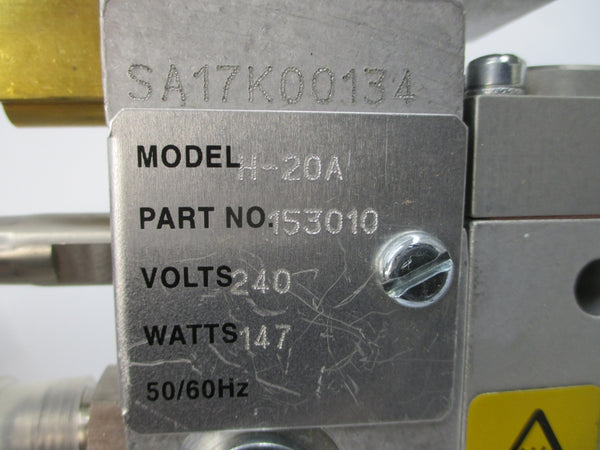 SA17K00134
MODEL H-20A
PART NO. 153010
VOLTS 240
WATTS 147
50/60Hz